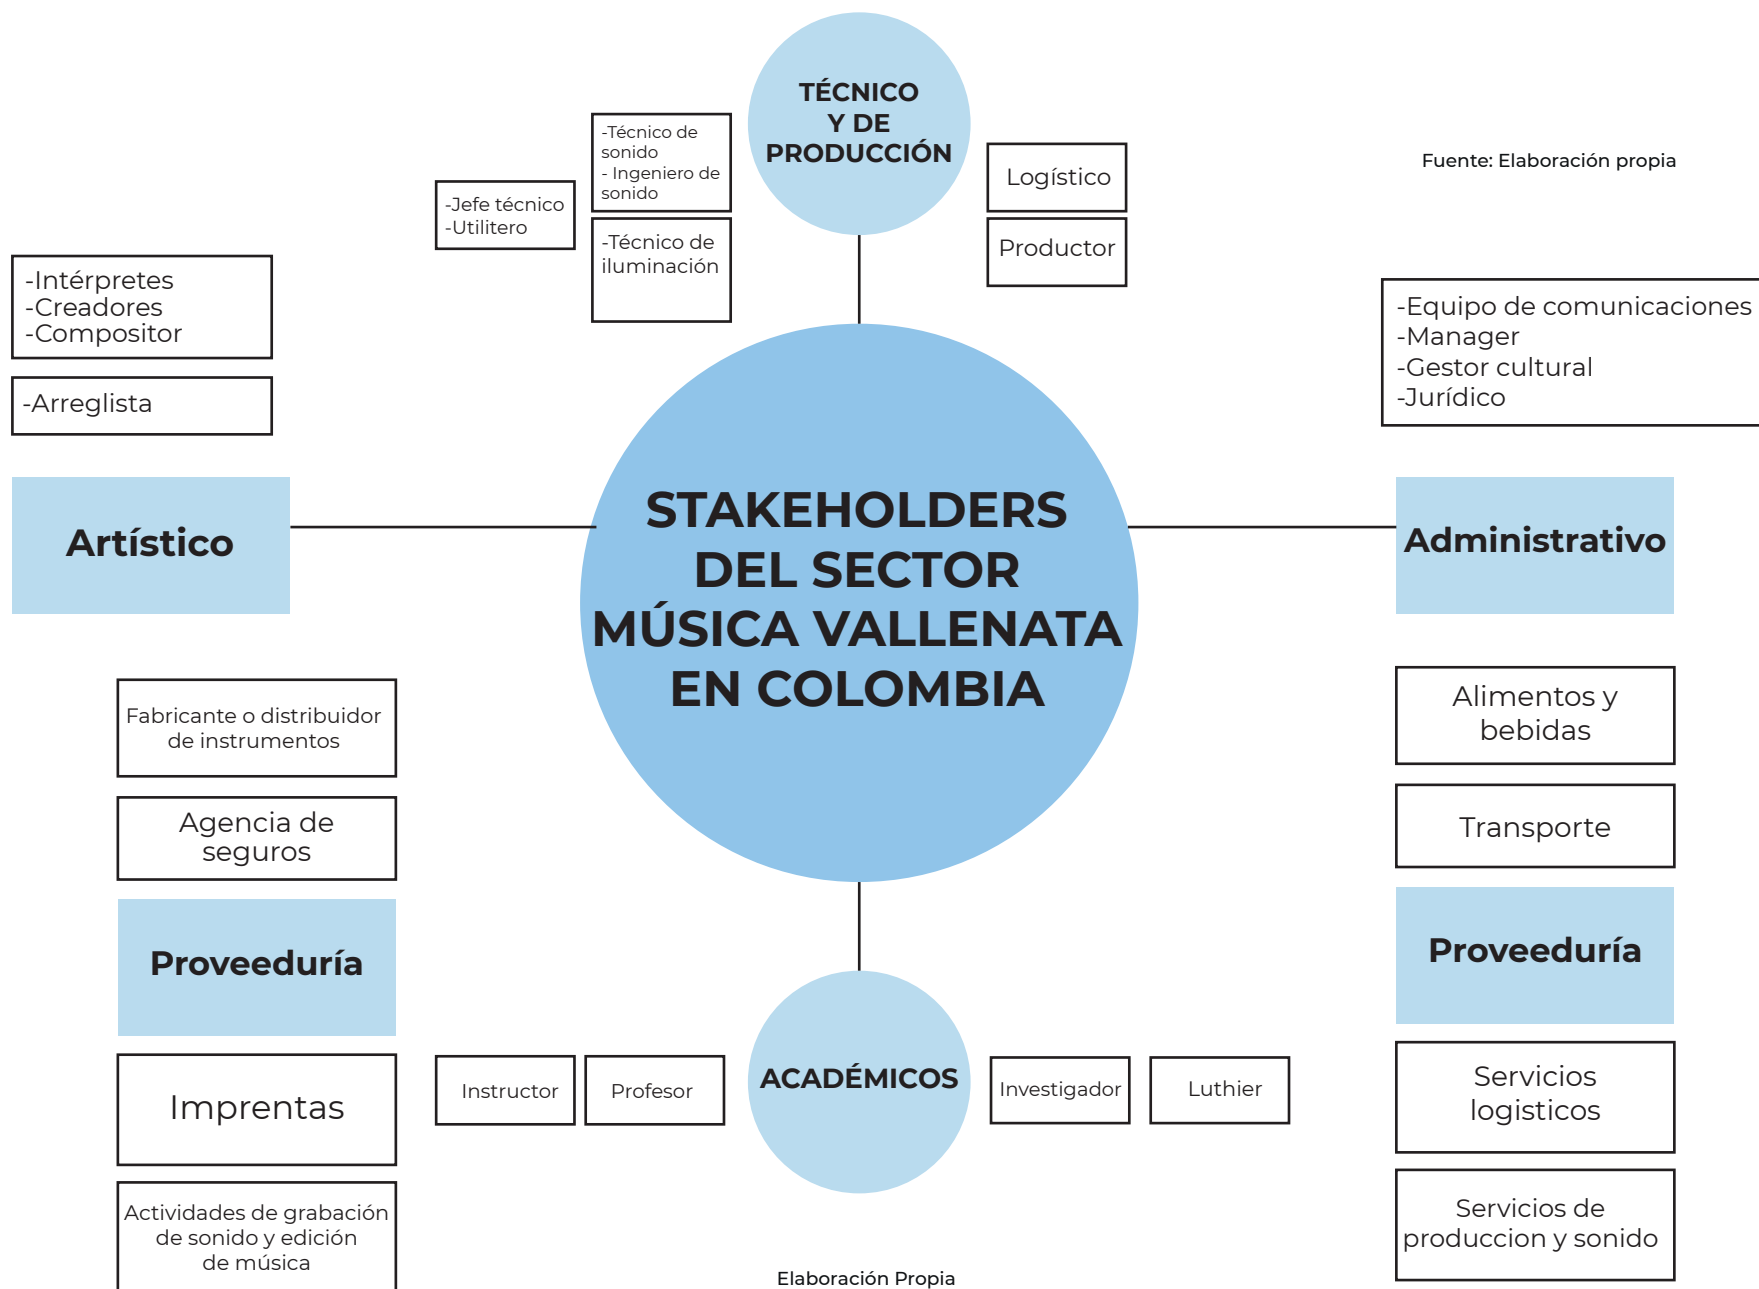 TÉCNICO
Y DE
PRODUCCIÓN
-Técnico de
sonido
- Ingeniero de
sonido
-Jefe técnico
-Utilitero
-Técnico de
iluminación
Logístico
Productor
Fuente: Elaboración propia
-Intérpretes
-Creadores
-Compositor
-Arreglista
-Equipo de comunicaciones
-Manager
-Gestor cultural
-Jurídico
Artístico
STAKEHOLDERS
DEL SECTOR
MÚSICA VALLENATA
EN COLOMBIA
Administrativo
Fabricante o distribuidor
de instrumentos
Agencia de
seguros
Proveeduría
Imprentas
Actividades de grabación
de sonido y edición
de música
Alimentos y
bebidas
Transporte
Proveeduría
Servicios
logisticos
Servicios de
produccion y sonido
Instructor
Profesor
ACADÉMICOS
Investigador
Luthier
Elaboración Propia